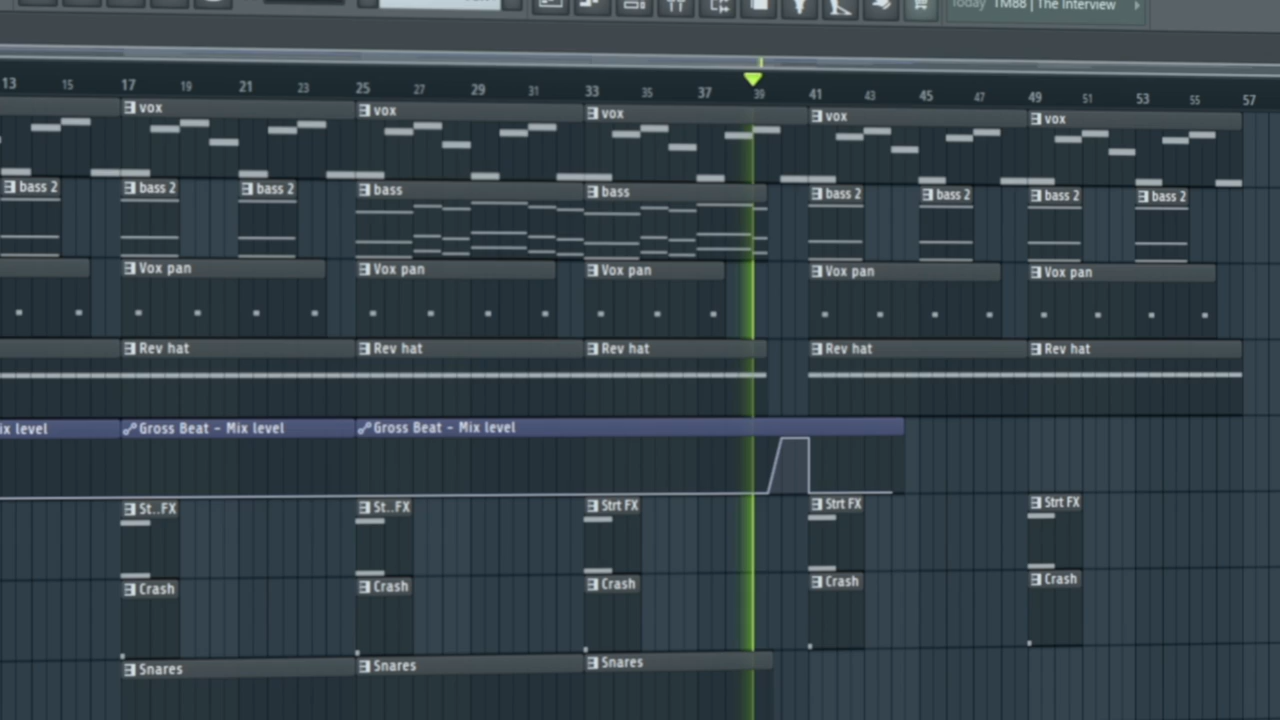 Today TM88 | The Interview
13 15 17 19 21 23 25 27 29 31 33 35 37 39 41 43 45 47 49 51 53 55 57
vox vox vox vox vox
bass 2 bass 2 bass 2 bass bass bass 2 bass 2 bass 2 bass 2
Vox pan Vox pan Vox pan Vox pan Vox pan
Rev hat Rev hat Rev hat Rev hat Rev hat
ix level Gross Beat - Mix level Gross Beat - Mix level
St..FX St..FX Strt FX Strt FX Strt FX
Crash Crash Crash Crash Crash
Snares Snares Snares